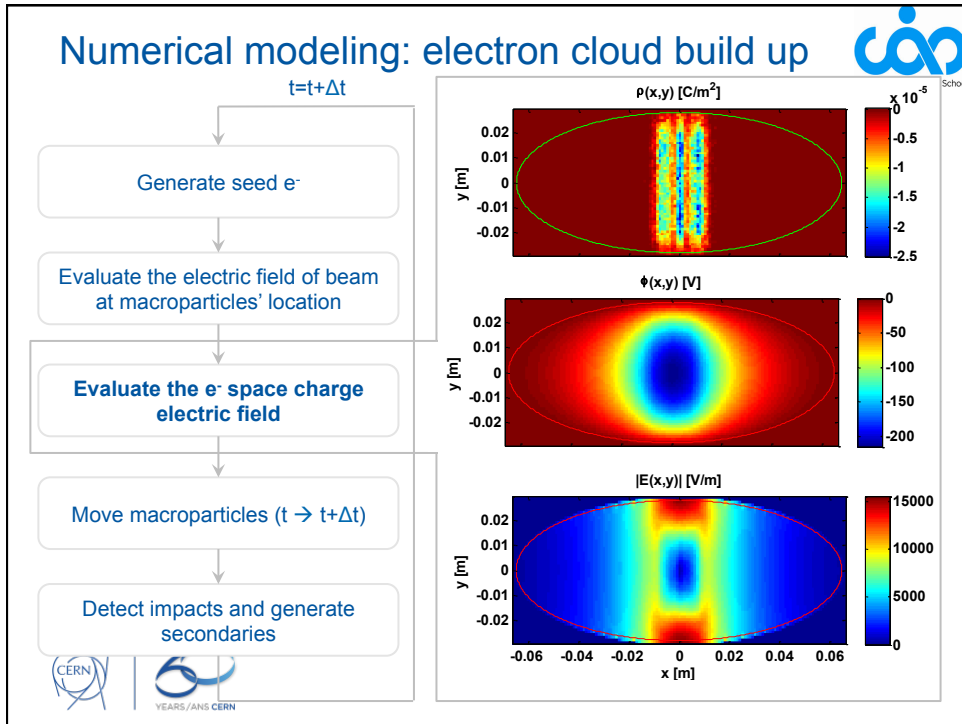 Numerical modeling: electron cloud build up
School
t=t+Δt
Generate seed e-
Evaluate the electric field of beam
at macroparticles' location
Evaluate the e- space charge
electric field
Move macroparticles (t → t+Δt)
Detect impacts and generate
secondaries
CERN
YEARS/ANS CERN
ρ(x,y) [C/m²]
x 10⁻⁵
y [m]
0.02
0.01
0
-0.01
-0.02
0
-0.5
-1
-1.5
-2
-2.5
ϕ(x,y) [V]
y [m]
0.02
0.01
0
-0.01
-0.02
0
-50
-100
-150
-200
|E(x,y)| [V/m]
y [m]
0.02
0.01
0
-0.01
-0.02
15000
10000
5000
0
-0.06 -0.04 -0.02 0 0.02 0.04 0.06
x [m]